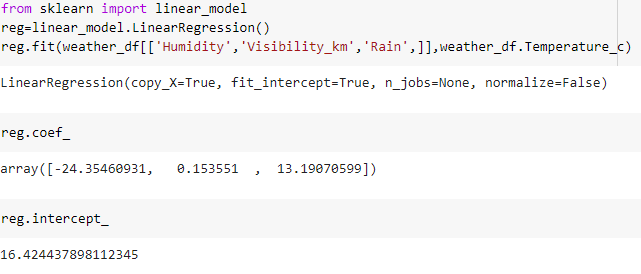 from sklearn import linear_model
reg=linear_model.LinearRegression()
reg.fit(weather_df[['Humidity','Visibility_km','Rain',]],weather_df.Temperature_c)
LinearRegression(copy_X=True, fit_intercept=True, n_jobs=None, normalize=False)
reg.coef_
array([-24.35460931,   0.153551  ,  13.19070599])
reg.intercept_
16.424437898112345